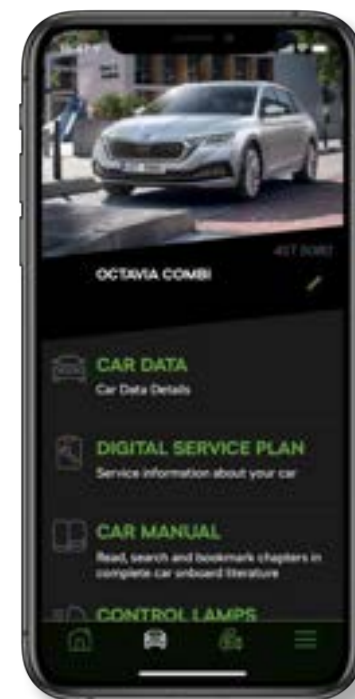 OCTAVIA COMBI
CAR DATA
Car Data Details
DIGITAL SERVICE PLAN
Service information about your car
CAR MANUAL
Read, search and bookmark chapters in
complete car onboard literature
CONTROL LAMPS